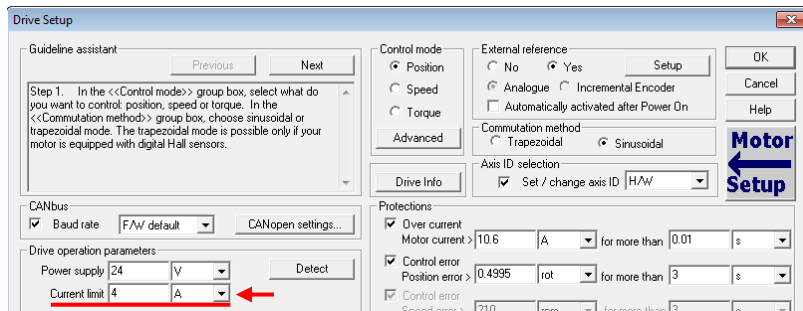 Drive Setup
Guideline assistant
Previous
Next
Step 1. In the <<Control mode>> group box, select what do
you want to control: position, speed or torque. In the
<<Commutation method>> group box, choose sinusoidal or
trapezoidal mode. The trapezoidal mode is possible only if your
motor is equipped with digital Hall sensors.
CANbus
Baud rate
F/W default
CANopen settings...
Drive operation parameters
Power supply 24 V
Detect
Current limit 4 A
Control mode
Position
Speed
Torque
Advanced
Drive Info
External reference
No Yes
Setup
Analogue Incremental Encoder
Automatically activated after Power On
Commutation method
Trapezoidal Sinusoidal
Axis ID selection
Set / change axis ID H/W
OK
Cancel
Help
Motor
Setup
Protections
Over current
Motor current > 10.6 A for more than 0.01 s
Control error
Position error > 0.4995 rot for more than 3 s
Control error
Speed error > 210 rpm for more than 3 s